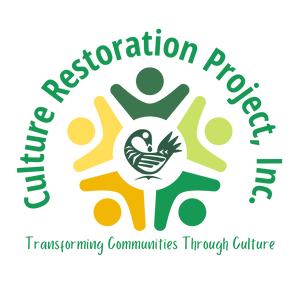 Culture Restoration Project, Inc.
Transforming Communities Through Culture